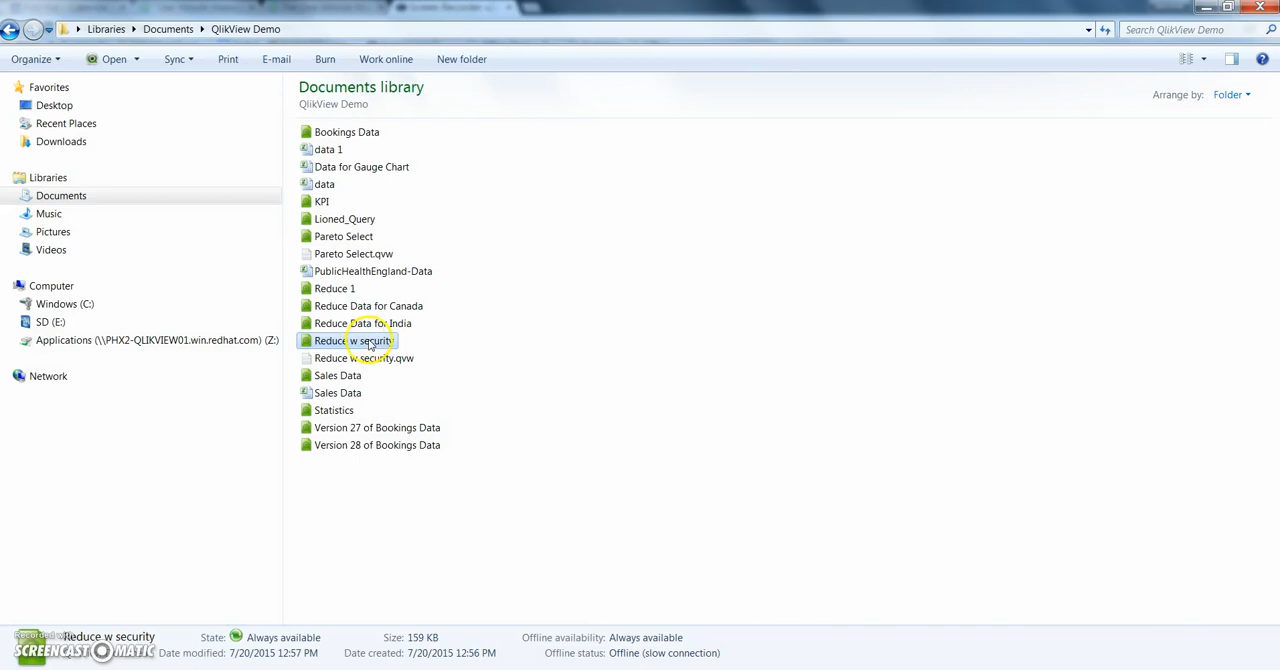 Libraries Documents QlikView Demo
Search QlikView Demo
Organize Open Sync Print E-mail Burn Work online New folder
Favorites
Desktop
Recent Places
Downloads
Libraries
Documents
Music
Pictures
Videos
Computer
Windows (C:)
SD (E:)
Applications (\\PHX2-QLIKVIEW01.win.redhat.com) (Z:)
Network
Documents library
QlikView Demo
Arrange by: Folder
Bookings Data
data 1
Data for Gauge Chart
data
KPI
Lioned_Query
Pareto Select
Pareto Select.qvw
PublicHealthEngland-Data
Reduce 1
Reduce Data for Canada
Reduce Data for India
Reduce w security
Reduce w security.qvw
Sales Data
Sales Data
Statistics
Version 27 of Bookings Data
Version 28 of Bookings Data
Reduce w security State: Always available Size: 159 KB Offline availability: Always available
Date modified: 7/20/2015 12:57 PM Date created: 7/20/2015 12:56 PM Offline status: Offline (slow connection)
Recorded with
SCREENCAST-O-MATIC